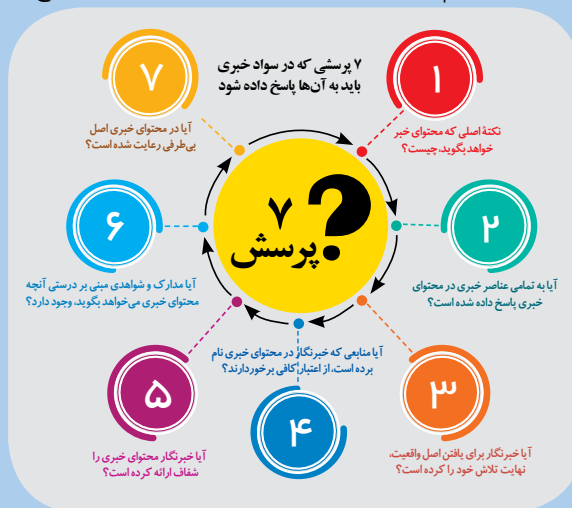 ۷ پرسشی که در سواد خبری
باید به آن‌ها پاسخ داده شود
۱
نکتهٔ اصلی که محتوای خبر
خواهد بگوید، چیست؟
۲
آیا به تمامی عناصر خبری در محتوای
خبری پاسخ داده شده است؟
۳
آیا خبرنگار برای یافتن اصل واقعیت،
نهایت تلاش خود را کرده است؟
۴
آیا منابعی که خبرنگار در محتوای خبری نام
برده است، از اعتبار کافی برخوردارند؟
۵
آیا خبرنگار محتوای خبری را
شفاف ارائه کرده است؟
۶
آیا مدارک و شواهدی مبنی بر درستی آنچه
محتوای خبری می‌خواهد بگوید، وجود دارد؟
۷
آیا در محتوای خبری اصل
بی‌طرفی رعایت شده است؟
؟
۷
پرسش